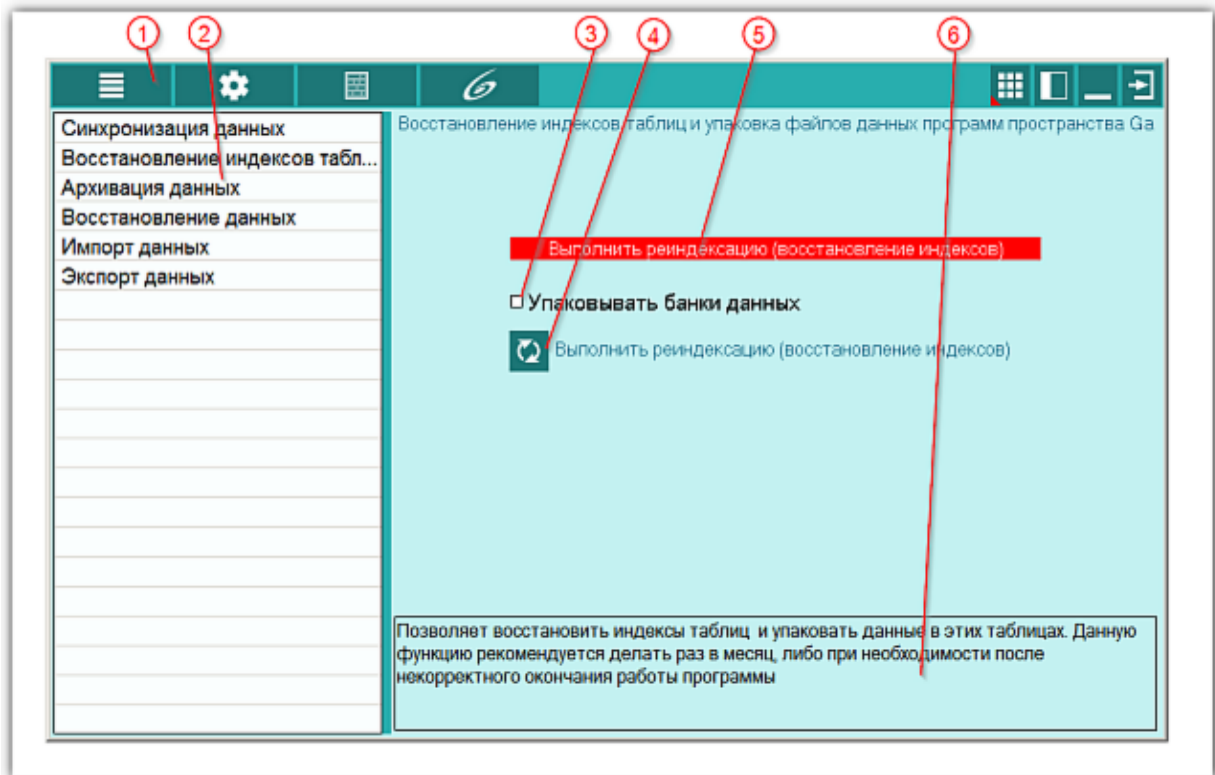 1 2 3 4 5 6
Синхронизация данных
Восстановление индексов табл...
Архивация данных
Восстановление данных
Импорт данных
Экспорт данных
Восстановление индексов таблиц и упаковка файлов данных программ пространства Ga
Выполнить реиндексацию (восстановление индексов)
Упаковывать банки данных
Выполнить реиндексацию (восстановление индексов)
Позволяет восстановить индексы таблиц и упаковать данные в этих таблицах. Данную
функцию рекомендуется делать раз в месяц, либо при необходимости после
некорректного окончания работы программы